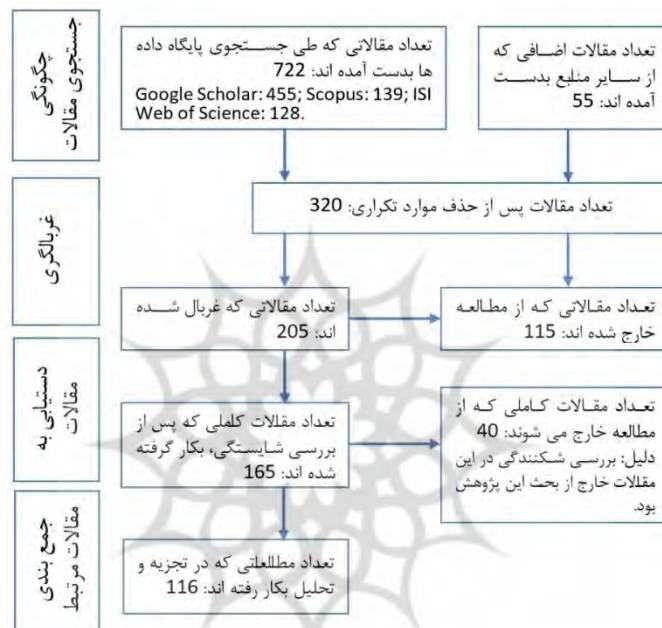 چگونگی
جستجوی مقالات
تعداد مقالاتی که طی جستجوی پایگاه داده
ها بدست آمده اند: 722
Google Scholar: 455; Scopus: 139; ISI
Web of Science: 128.
تعداد مقالات اضافی که
از سایر منابع بدست
آمده اند: 55
غربالگری
تعداد مقالات پس از حذف موارد تکراری: 320
تعداد مقالاتی که غربال شده
اند: 205
تعداد مقالاتی که از مطالعه
خارج شده اند: 115
دستیابی به
مقالات
تعداد مقالات کاملی که پس از
بررسی شایستگی، بکار گرفته
شده اند: 165
تعداد مقالات کاملی که از
مطالعه خارج می شوند: 40
دلیل: بررسی شکنندگی در این
مقالات خارج از بحث این پژوهش
بود.
جمع بندی
مقالات مرتبط
تعداد مطالعاتی که در تجزیه و
تحلیل بکار رفته اند: 116